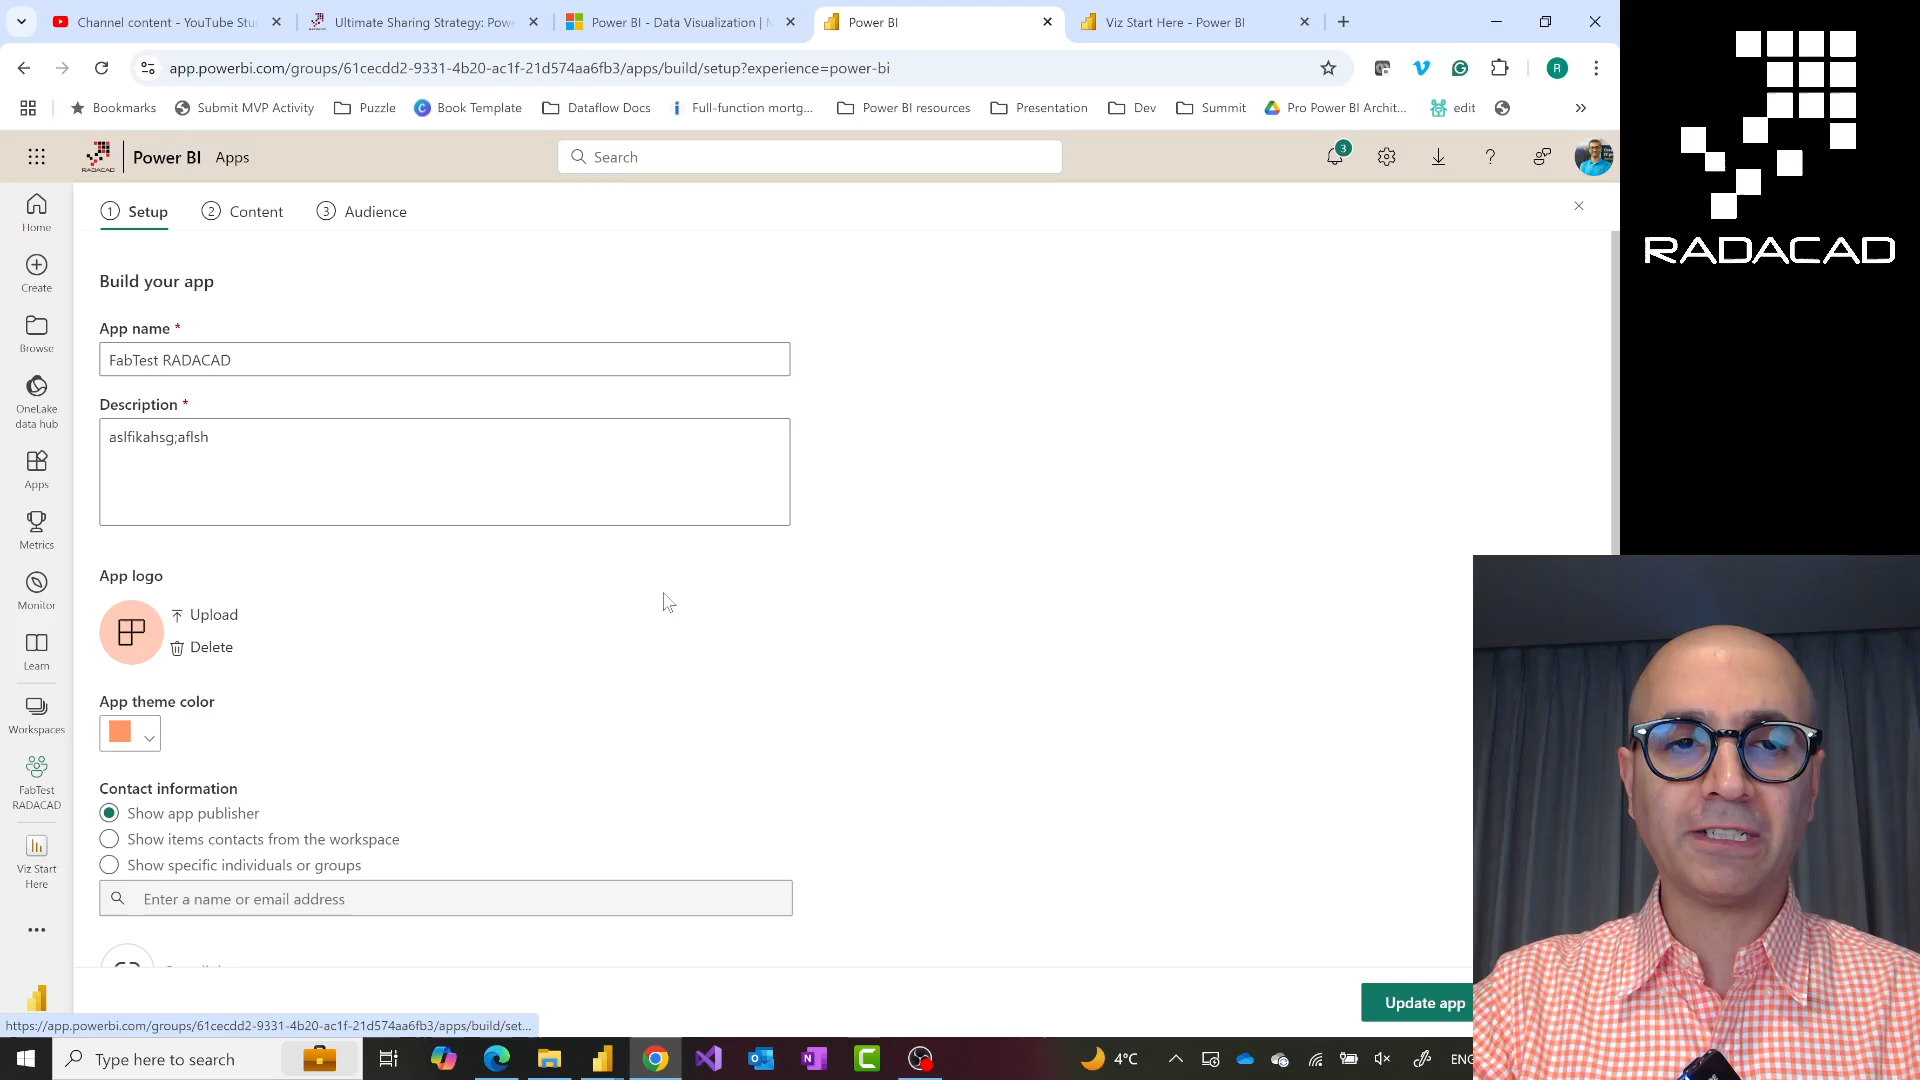 Channel content - YouTube Stu
Ultimate Sharing Strategy: Powe
Power BI - Data Visualization | M
Power BI
Viz Start Here - Power BI
app.powerbi.com/groups/61cecdd2-9331-4b20-ac1f-21d574aa6fb3/apps/build/setup?experience=power-bi
R
Bookmarks
Submit MVP Activity
Puzzle
Book Template
Dataflow Docs
Full-function mortg...
Power BI resources
Presentation
Dev
Summit
Pro Power BI Archit...
edit
RADACAD
Power BI Apps
Search
3
RADACAD
1 Setup
2 Content
3 Audience
Home
Create
Browse
OneLake
data hub
Apps
Metrics
Monitor
Learn
Workspaces
FabTest
RADACAD
Viz Start
Here
Build your app
App name *
FabTest RADACAD
Description *
aslfikahsg;aflsh
App logo
Upload
Delete
App theme color
Contact information
Show app publisher
Show items contacts from the workspace
Show specific individuals or groups
Enter a name or email address
Update app
https://app.powerbi.com/groups/61cecdd2-9331-4b20-ac1f-21d574aa6fb3/apps/build/set...
Type here to search
4°C
ENG